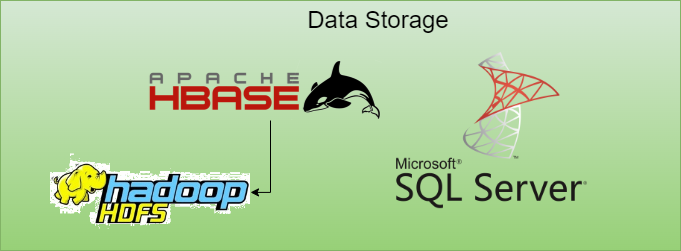 Data Storage
APACHE
HBASE
hadoop
HDFS
Microsoft®
SQL Server®